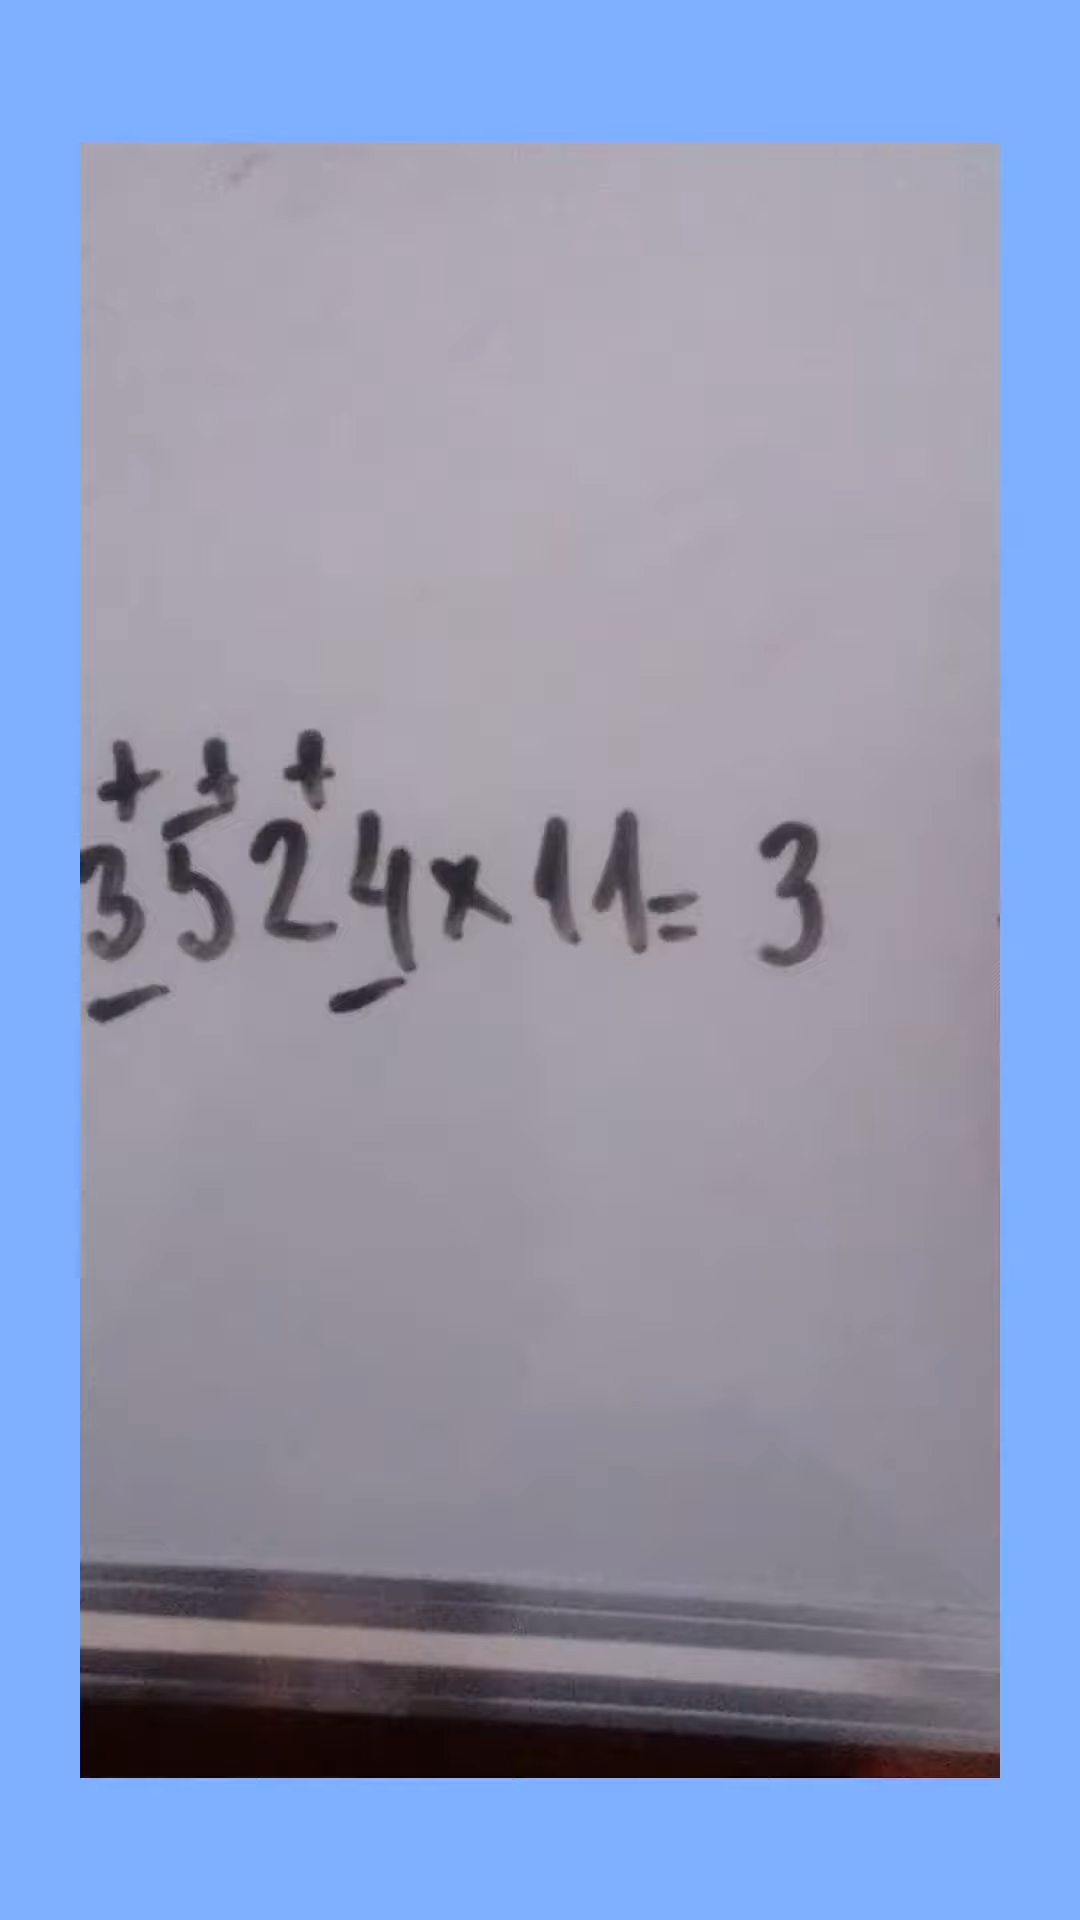 + + +
3524×11= 3